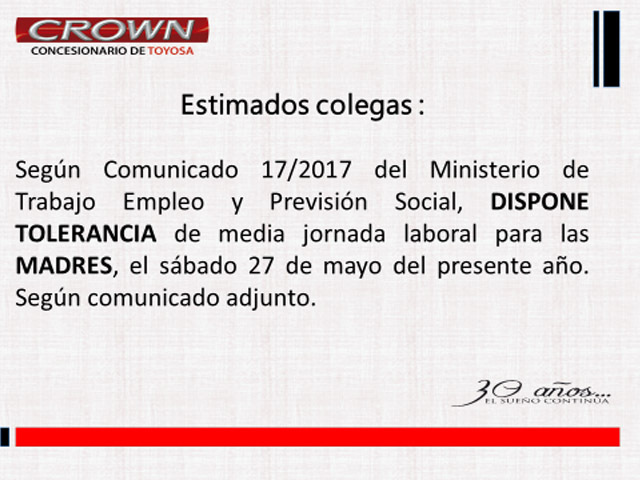 CROWN
CONCESIONARIO DE TOYOSA
Estimados colegas :
Según Comunicado 17/2017 del Ministerio de
Trabajo Empleo y Previsión Social, DISPONE
TOLERANCIA de media jornada laboral para las
MADRES, el sábado 27 de mayo del presente año.
Según comunicado adjunto.
30 años...
EL SUEÑO CONTINÚA